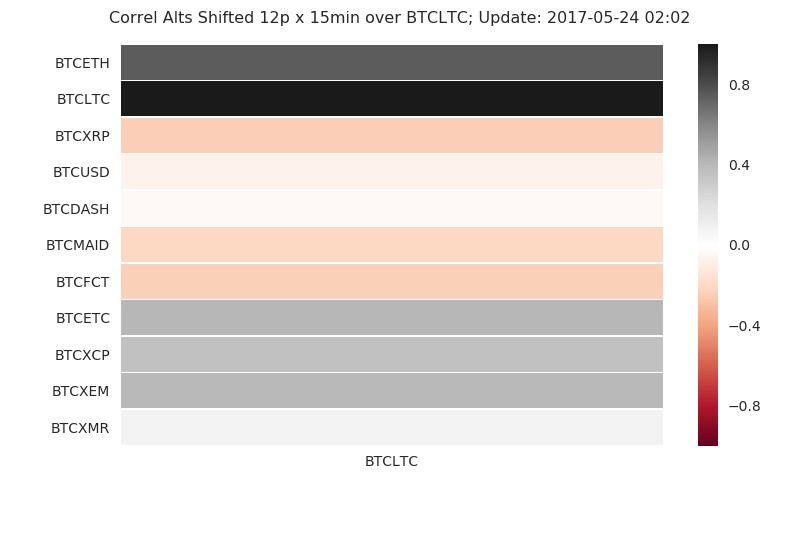 Correl Alts Shifted 12p x 15min over BTCLTC; Update: 2017-05-24 02:02
BTCETH
BTCLTC
BTCXRP
BTCUSD
BTCDASH
BTCMAID
BTCFCT
BTCETC
BTCXCP
BTCXEM
BTCXMR
BTCLTC
0.8
0.4
0.0
−0.4
−0.8